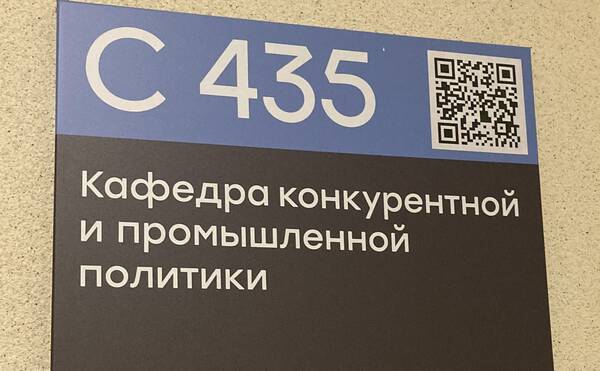 С 435
Кафедра конкурентной
и промышленной
политики